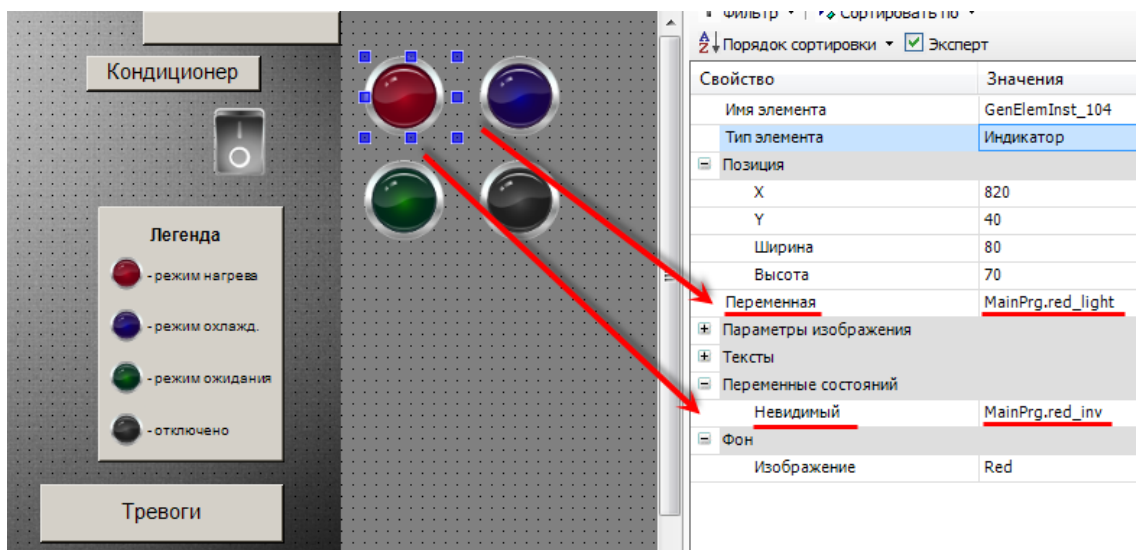 Фильтр
Сортировать по
Порядок сортировки
Эксперт
Свойство Значения
Имя элемента GenElemInst_104
Тип элемента Индикатор
Позиция
X 820
Y 40
Ширина 80
Высота 70
Переменная MainPrg.red_light
Параметры изображения
Тексты
Переменные состояний
Невидимый MainPrg.red_inv
Фон
Изображение Red
Кондиционер
Легенда
- режим нагрева
- режим охлажд.
- режим ожидания
- отключено
Тревоги